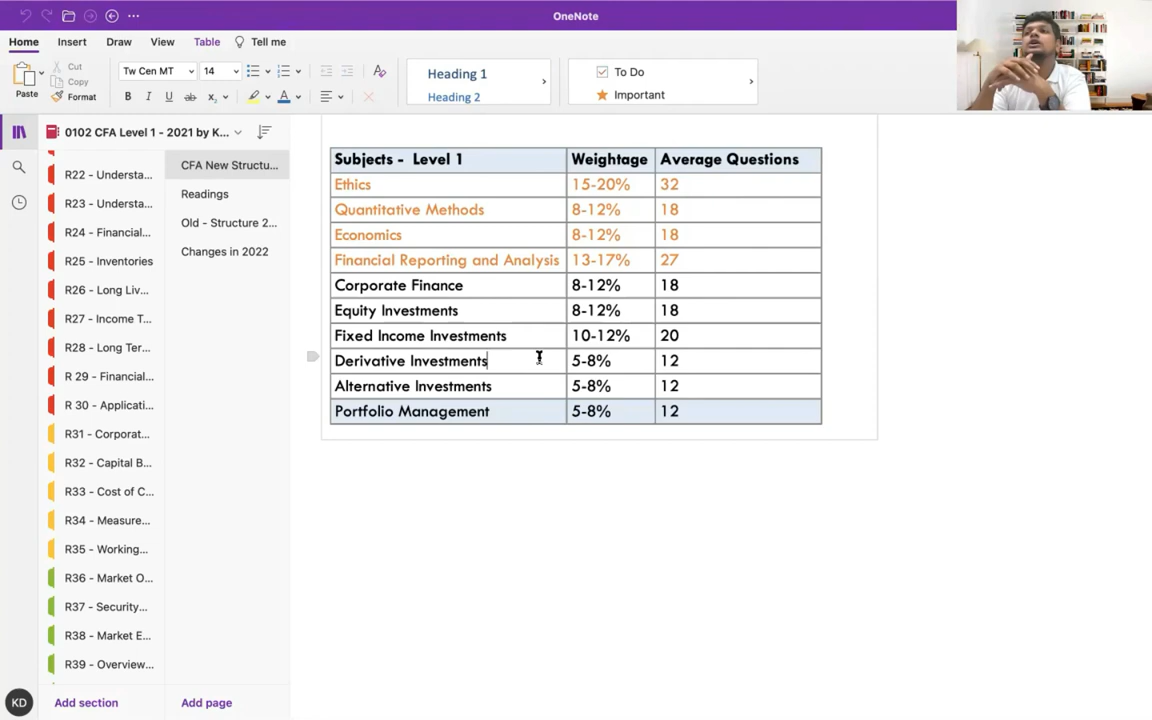 OneNote
Home Insert Draw View Table Tell me
Paste
Cut
Copy
Format
Tw Cen MT 14
B I U ab x₂ A
Heading 1
Heading 2
To Do
Important
0102 CFA Level 1 - 2021 by K...
R22 - Understa...
R23 - Understa...
R24 - Financial...
R25 - Inventories
R26 - Long Liv...
R27 - Income T...
R28 - Long Ter...
R 29 - Financial...
R 30 - Applicati...
R31 - Corporat...
R32 - Capital B...
R33 - Cost of C...
R34 - Measure...
R35 - Working...
R36 - Market O...
R37 - Security...
R38 - Market E...
R39 - Overview...
CFA New Structu...
Readings
Old - Structure 2...
Changes in 2022
Subjects - Level 1 Weightage Average Questions
Ethics 15-20% 32
Quantitative Methods 8-12% 18
Economics 8-12% 18
Financial Reporting and Analysis 13-17% 27
Corporate Finance 8-12% 18
Equity Investments 8-12% 18
Fixed Income Investments 10-12% 20
Derivative Investments 5-8% 12
Alternative Investments 5-8% 12
Portfolio Management 5-8% 12
KD Add section Add page